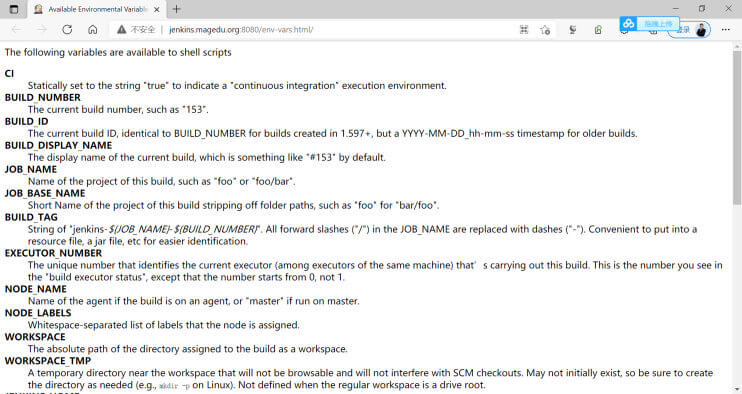 Available Environmental Variable
不安全 | jenkins.magedu.org:8080/env-vars.html/
拖拽上传
登录
The following variables are available to shell scripts
CI
Statically set to the string "true" to indicate a "continuous integration" execution environment.
BUILD_NUMBER
The current build number, such as "153".
BUILD_ID
The current build ID, identical to BUILD_NUMBER for builds created in 1.597+, but a YYYY-MM-DD_hh-mm-ss timestamp for older builds.
BUILD_DISPLAY_NAME
The display name of the current build, which is something like "#153" by default.
JOB_NAME
Name of the project of this build, such as "foo" or "foo/bar".
JOB_BASE_NAME
Short Name of the project of this build stripping off folder paths, such as "foo" for "bar/foo".
BUILD_TAG
String of "jenkins-${JOB_NAME}-${BUILD_NUMBER}". All forward slashes ("/") in the JOB_NAME are replaced with dashes ("-"). Convenient to put into a
resource file, a jar file, etc for easier identification.
EXECUTOR_NUMBER
The unique number that identifies the current executor (among executors of the same machine) that's carrying out this build. This is the number you see in
the "build executor status", except that the number starts from 0, not 1.
NODE_NAME
Name of the agent if the build is on an agent, or "master" if run on master.
NODE_LABELS
Whitespace-separated list of labels that the node is assigned.
WORKSPACE
The absolute path of the directory assigned to the build as a workspace.
WORKSPACE_TMP
A temporary directory near the workspace that will not be browsable and will not interfere with SCM checkouts. May not initially exist, so be sure to create
the directory as needed (e.g., mkdir -p on Linux). Not defined when the regular workspace is a drive root.